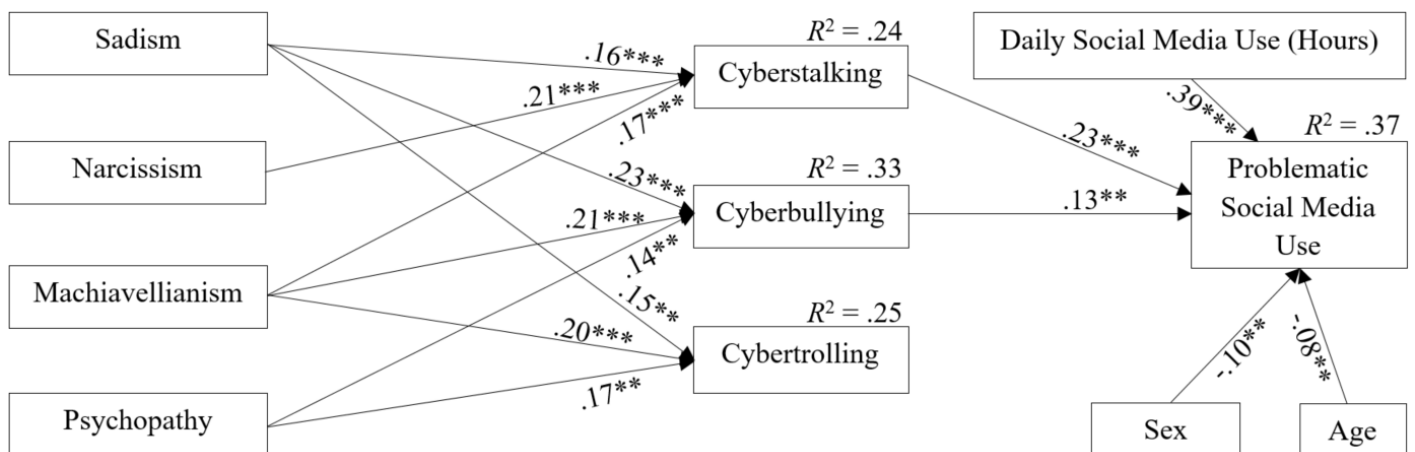 Sadism
Narcissism
Machiavellianism
Psychopathy
.16***
.21***
.17***
.23***
.21***
.14**
.15**
.20***
.17**
R² = .24
Cyberstalking
R² = .33
Cyberbullying
R² = .25
Cybertrolling
Daily Social Media Use (Hours)
.39***
.23***
.13**
R² = .37
Problematic
Social Media
Use
-.10**
-.08**
Sex
Age